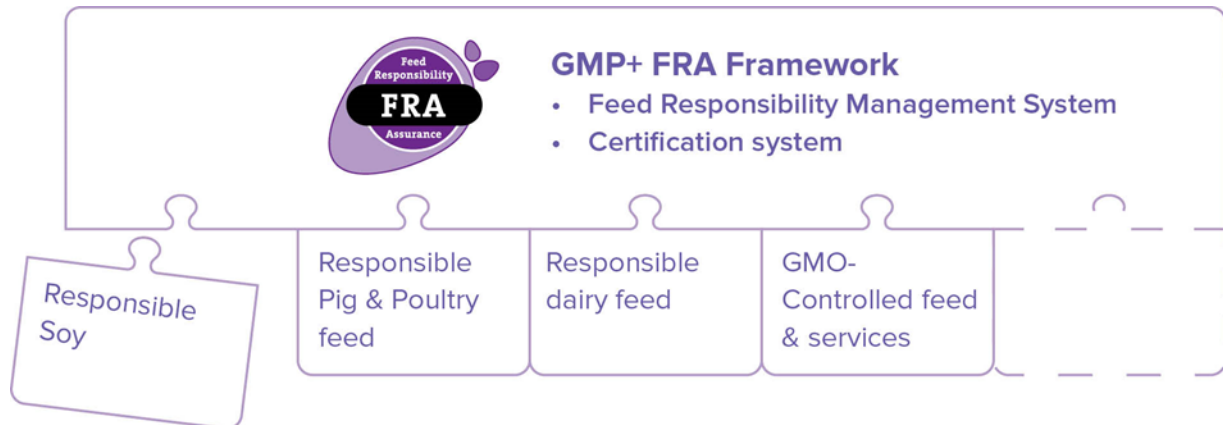 Feed
Responsibility
FRA
Assurance
GMP+ FRA Framework
• Feed Responsibility Management System
• Certification system
Responsible
Soy
Responsible
Pig & Poultry
feed
Responsible
dairy feed
GMO-
Controlled feed
& services